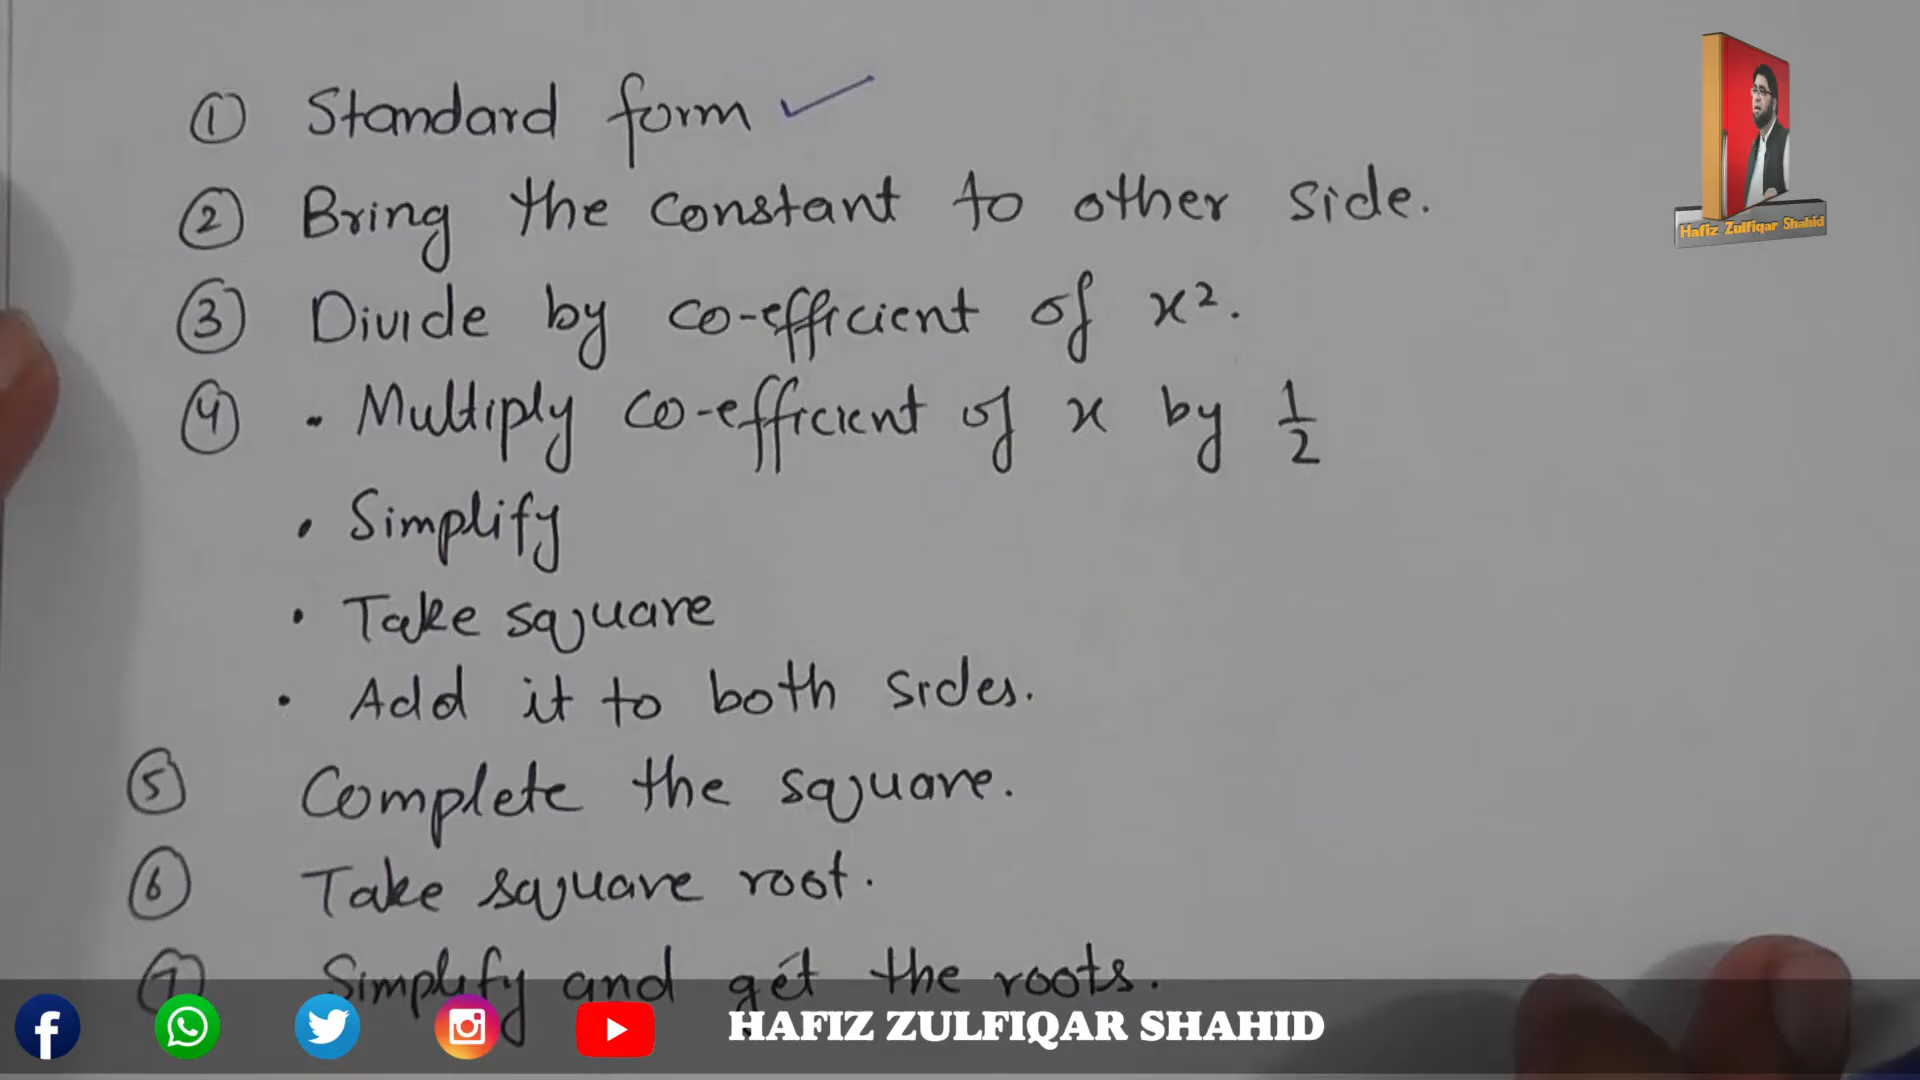 ① Standard form ✓
② Bring the constant to other side.
③ Divide by co-efficient of x².
④ • Multiply co-efficient of x by 1/2
• Simplify
• Take square
• Add it to both sides.
⑤ Complete the square.
⑥ Take square root.
⑦ Simplify and get the roots.
Hafiz Zulfiqar Shahid
HAFIZ ZULFIQAR SHAHID